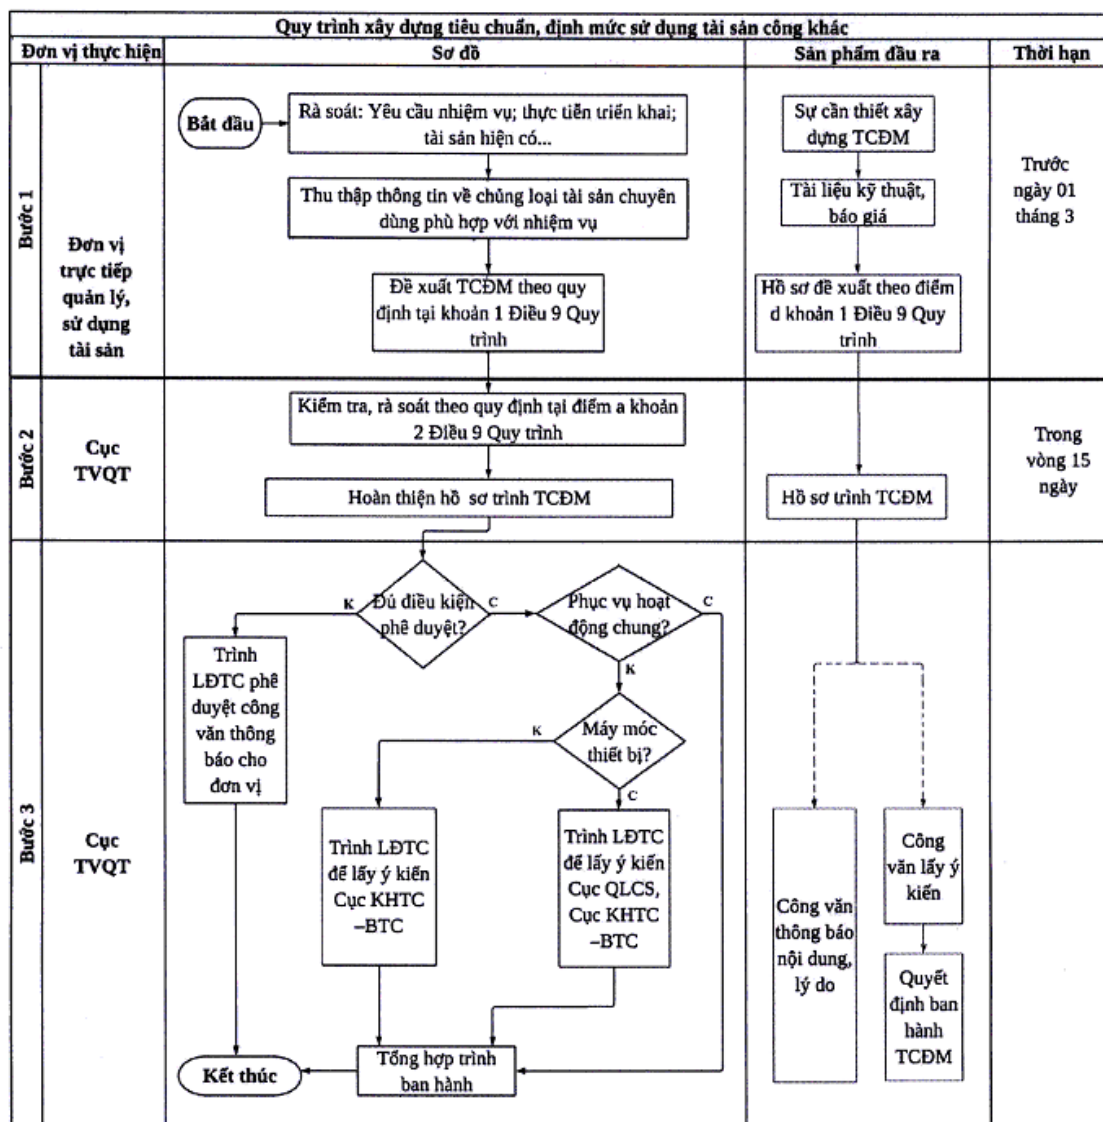 Quy trình xây dựng tiêu chuẩn, định mức sử dụng tài sản công khác
Đơn vị thực hiện
Sơ đồ
Sản phẩm đầu ra
Thời hạn
Bước 1
Đơn vị
trực tiếp
quản lý,
sử dụng
tài sản
Bắt đầu
Rà soát: Yêu cầu nhiệm vụ; thực tiễn triển khai;
tài sản hiện có...
Thu thập thông tin về chủng loại tài sản chuyên
dùng phù hợp với nhiệm vụ
Đề xuất TCĐM theo quy
định tại khoản 1 Điều 9 Quy
trình
Sự cần thiết xây
dựng TCĐM
Tài liệu kỹ thuật,
báo giá
Hồ sơ đề xuất theo điểm
d khoản 1 Điều 9 Quy
trình
Trước
ngày 01
tháng 3
Bước 2
Cục
TVQT
Kiểm tra, rà soát theo quy định tại điểm a khoản
2 Điều 9 Quy trình
Hoàn thiện hồ sơ trình TCĐM
Hồ sơ trình TCĐM
Trong
vòng 15
ngày
Bước 3
Cục
TVQT
Đủ điều kiện
phê duyệt?
K
C
Phục vụ hoạt
động chung?
C
K
Trình
LĐTC phê
duyệt công
văn thông
báo cho
đơn vị
Máy móc
thiết bị?
K
C
Trình LĐTC
để lấy ý kiến
Cục KHTC
–BTC
Trình LĐTC
để lấy ý kiến
Cục QLCS,
Cục KHTC
–BTC
Tổng hợp trình
ban hành
Kết thúc
Công văn
thông báo
nội dung,
lý do
Công
văn lấy ý
kiến
Quyết
định ban
hành
TCĐM